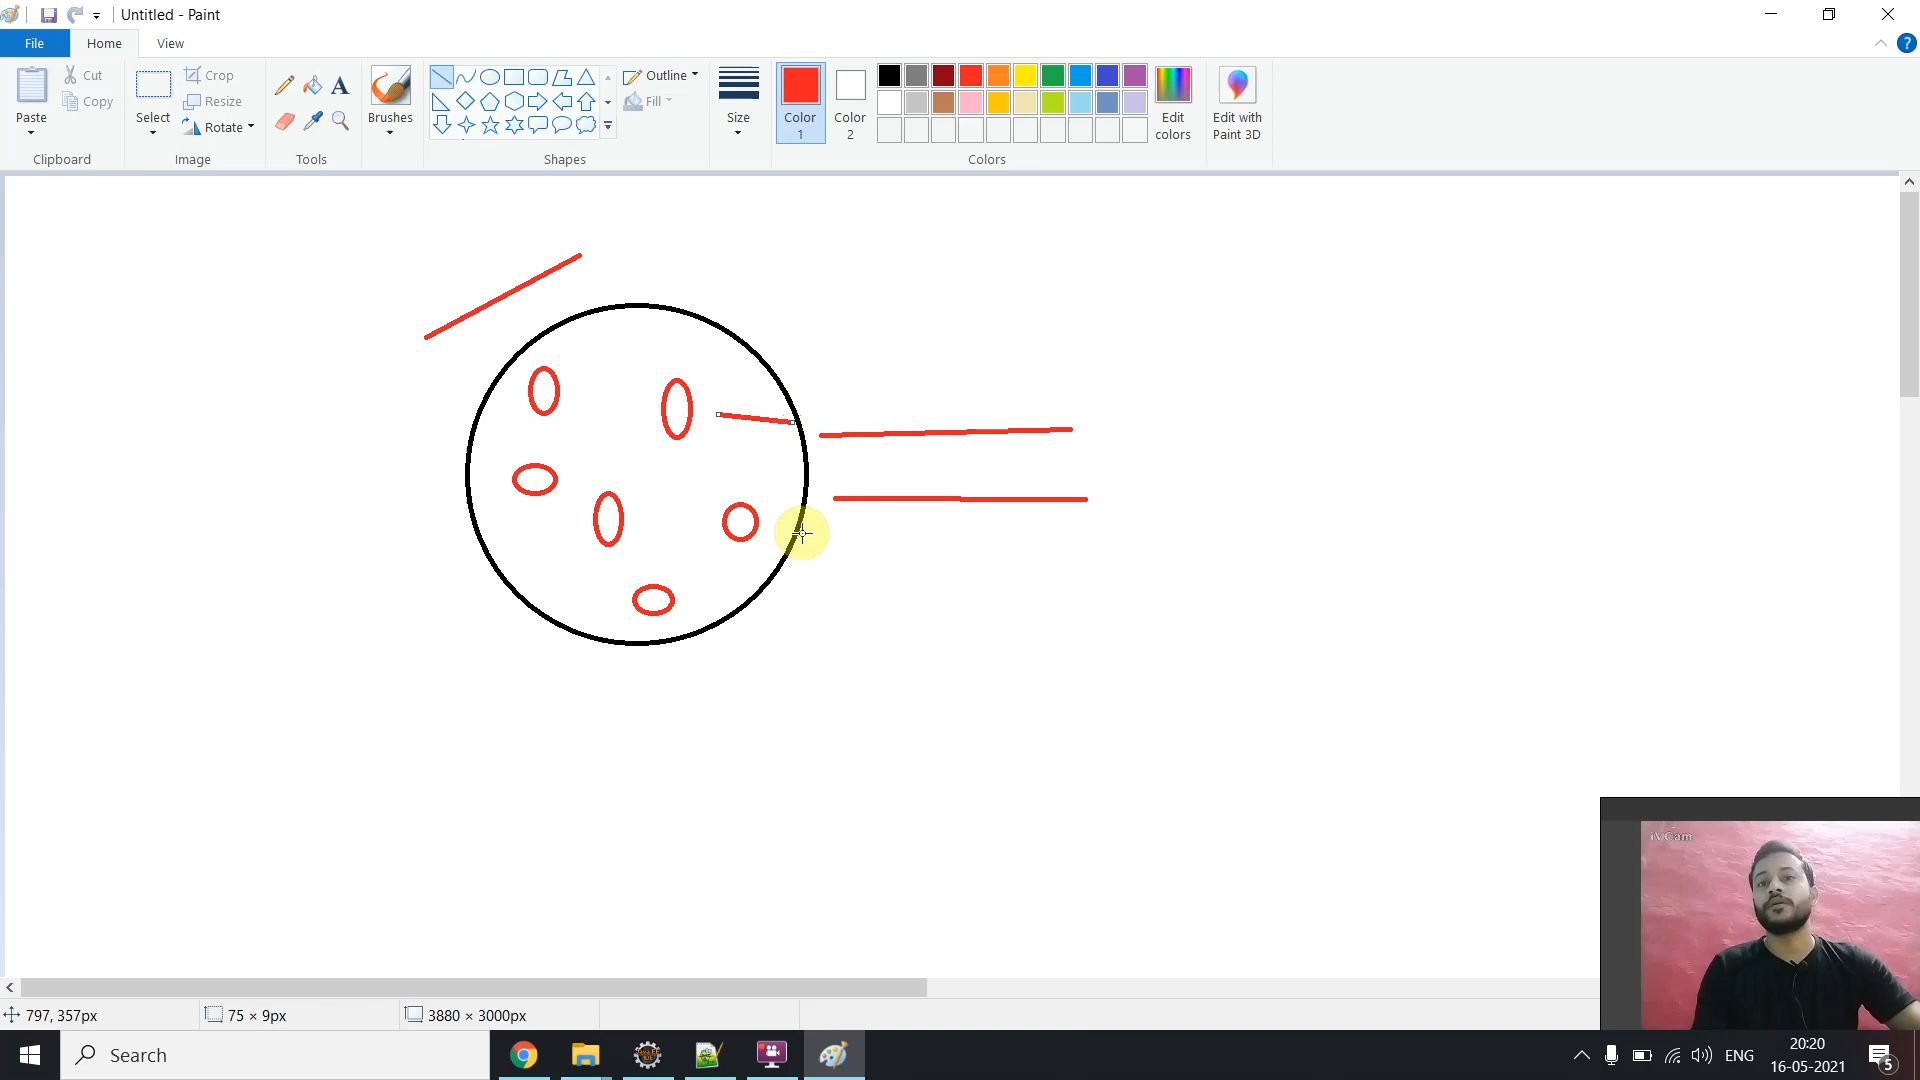 Untitled - Paint
File Home View
Cut Crop Outline
Copy Resize Fill
Paste Select Rotate Brushes Size Color 1 Color 2 Edit colors Edit with Paint 3D
Clipboard Image Tools Shapes Colors
iVCam
797, 357px 75 × 9px 3880 × 3000px
Search ENG 20:20
16-05-2021 5